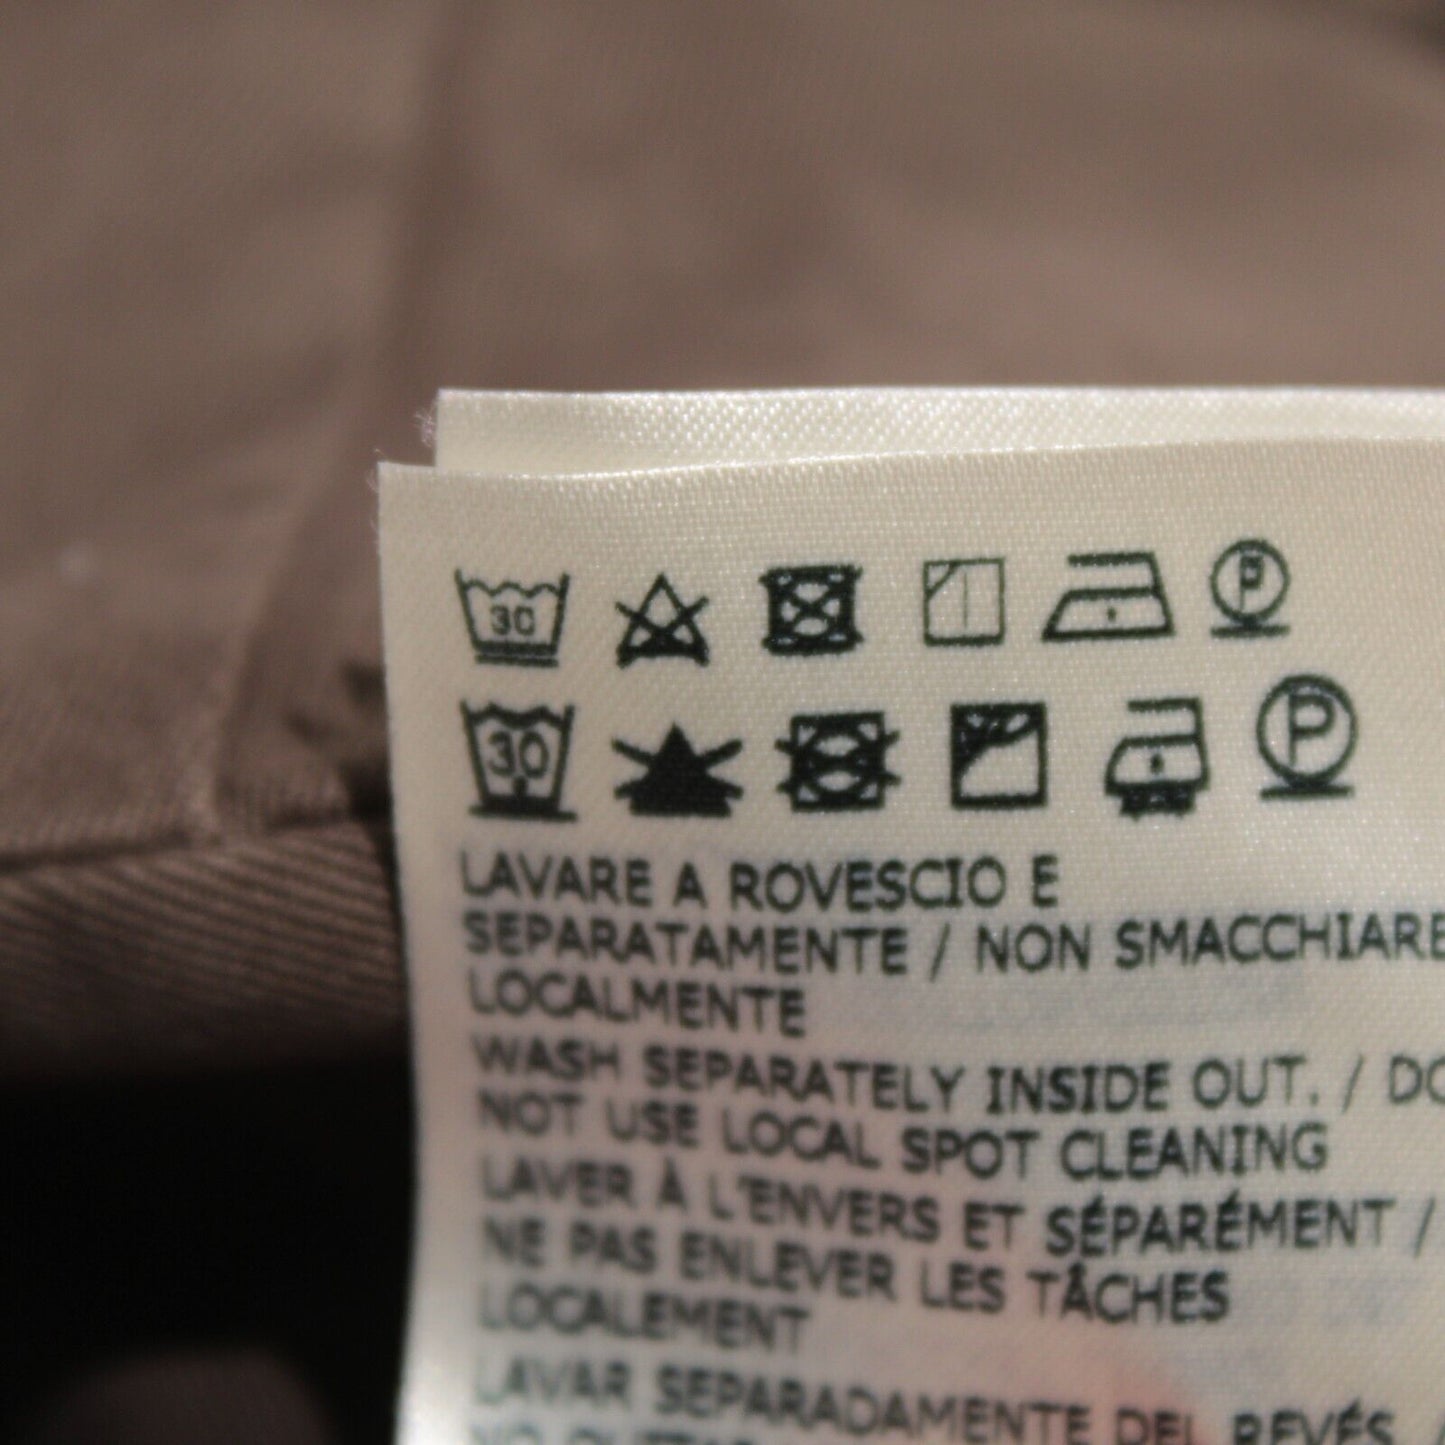 30 P
30 P
LAVARE A ROVESCIO E
SEPARATAMENTE / NON SMACCHIARE
LOCALMENTE
WASH SEPARATELY INSIDE OUT. / DO
NOT USE LOCAL SPOT CLEANING
LAVER À L'ENVERS ET SÉPARÉMENT /
NE PAS ENLEVER LES TÂCHES
LOCALEMENT
LAVAR SEPARADAMENTE DEL REVÉS /
NO